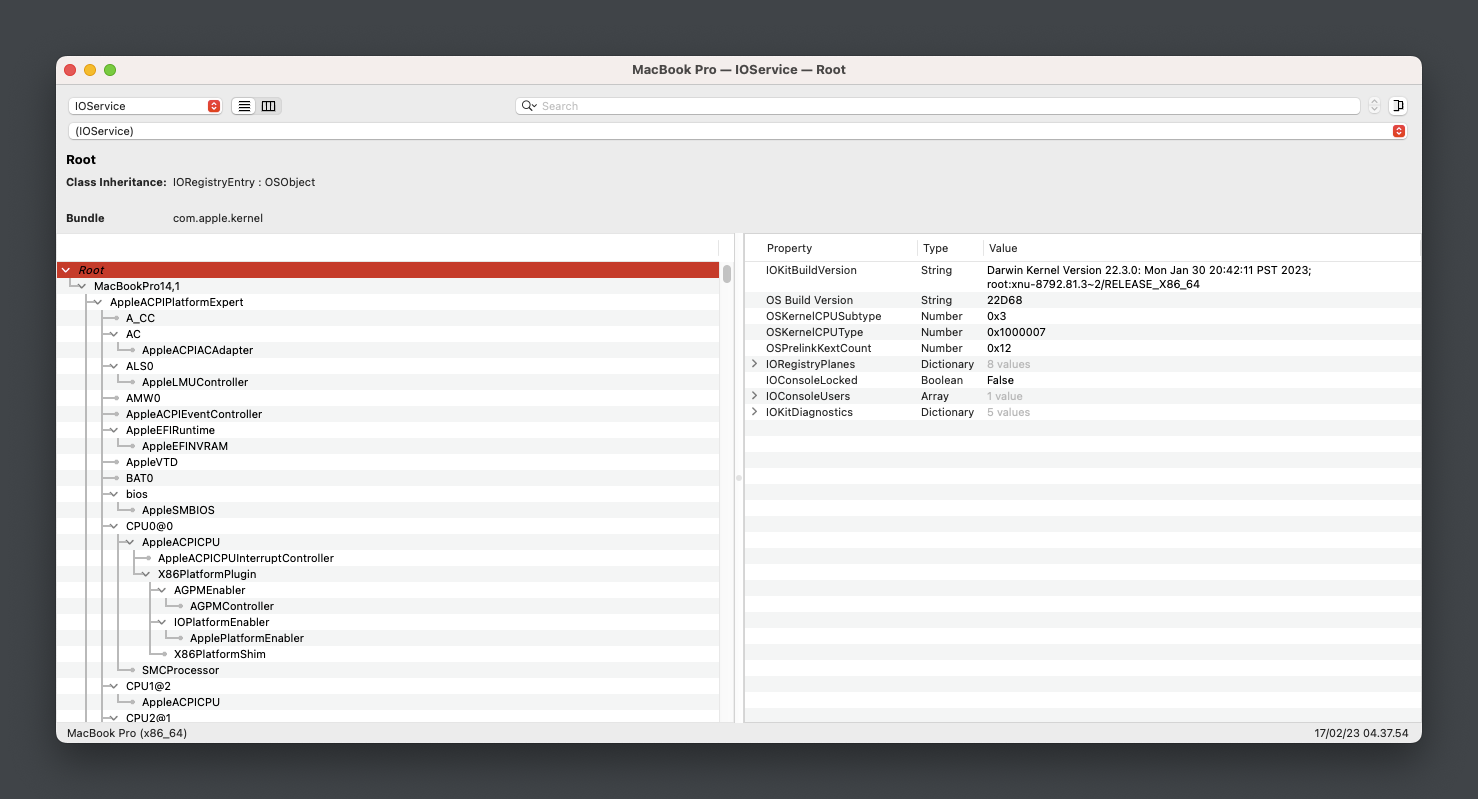 MacBook Pro — IOService — Root
IOService
Search
(IOService)
Root
Class Inheritance: IORegistryEntry : OSObject
Bundle com.apple.kernel
Root
MacBookPro14,1
AppleACPIPlatformExpert
A_CC
AC
AppleACPIACAdapter
ALS0
AppleLMUController
AMW0
AppleACPIEventController
AppleEFIRuntime
AppleEFINVRAM
AppleVTD
BAT0
bios
AppleSMBIOS
CPU0@0
AppleACPICPU
AppleACPICPUInterruptController
X86PlatformPlugin
AGPMEnabler
AGPMController
IOPlatformEnabler
ApplePlatformEnabler
X86PlatformShim
SMCProcessor
CPU1@2
AppleACPICPU
CPU2@1
Property Type Value
IOKitBuildVersion String Darwin Kernel Version 22.3.0: Mon Jan 30 20:42:11 PST 2023;
root:xnu-8792.81.3~2/RELEASE_X86_64
OS Build Version String 22D68
OSKernelCPUSubtype Number 0x3
OSKernelCPUType Number 0x1000007
OSPrelinkKextCount Number 0x12
IORegistryPlanes Dictionary 8 values
IOConsoleLocked Boolean False
IOConsoleUsers Array 1 value
IOKitDiagnostics Dictionary 5 values
MacBook Pro (x86_64)
17/02/23 04.37.54